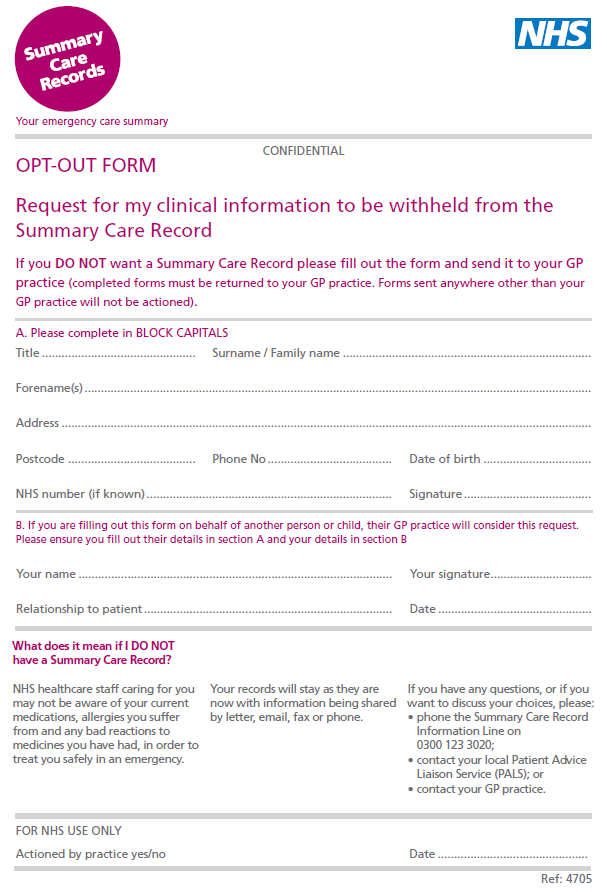 Summary
Care
Records
NHS
Your emergency care summary
CONFIDENTIAL
OPT-OUT FORM
Request for my clinical information to be withheld from the
Summary Care Record
If you DO NOT want a Summary Care Record please fill out the form and send it to your GP
practice (completed forms must be returned to your GP practice. Forms sent anywhere other than your
GP practice will not be actioned).
A. Please complete in BLOCK CAPITALS
Title ............................................... Surname / Family name ............................................................................
Forename(s)............................................................................................................................................................
Address ...................................................................................................................................................................
Postcode ....................................... Phone No...................................... Date of birth .................................
NHS number (if known)........................................................................... Signature.......................................
B. If you are filling out this form on behalf of another person or child, their GP practice will consider this request.
Please ensure you fill out their details in section A and your details in section B
Your name ................................................................................................ Your signature...............................
Relationship to patient............................................................................ Date ...............................................
What does it mean if I DO NOT
have a Summary Care Record?
NHS healthcare staff caring for you
may not be aware of your current
medications, allergies you suffer
from and any bad reactions to
medicines you have had, in order to
treat you safely in an emergency.
Your records will stay as they are
now with information being shared
by letter, email, fax or phone.
If you have any questions, or if you
want to discuss your choices, please:
• phone the Summary Care Record
Information Line on
0300 123 3020;
• contact your local Patient Advice
Liaison Service (PALS); or
• contact your GP practice.
FOR NHS USE ONLY
Actioned by practice yes/no Date ..............................................
Ref: 4705